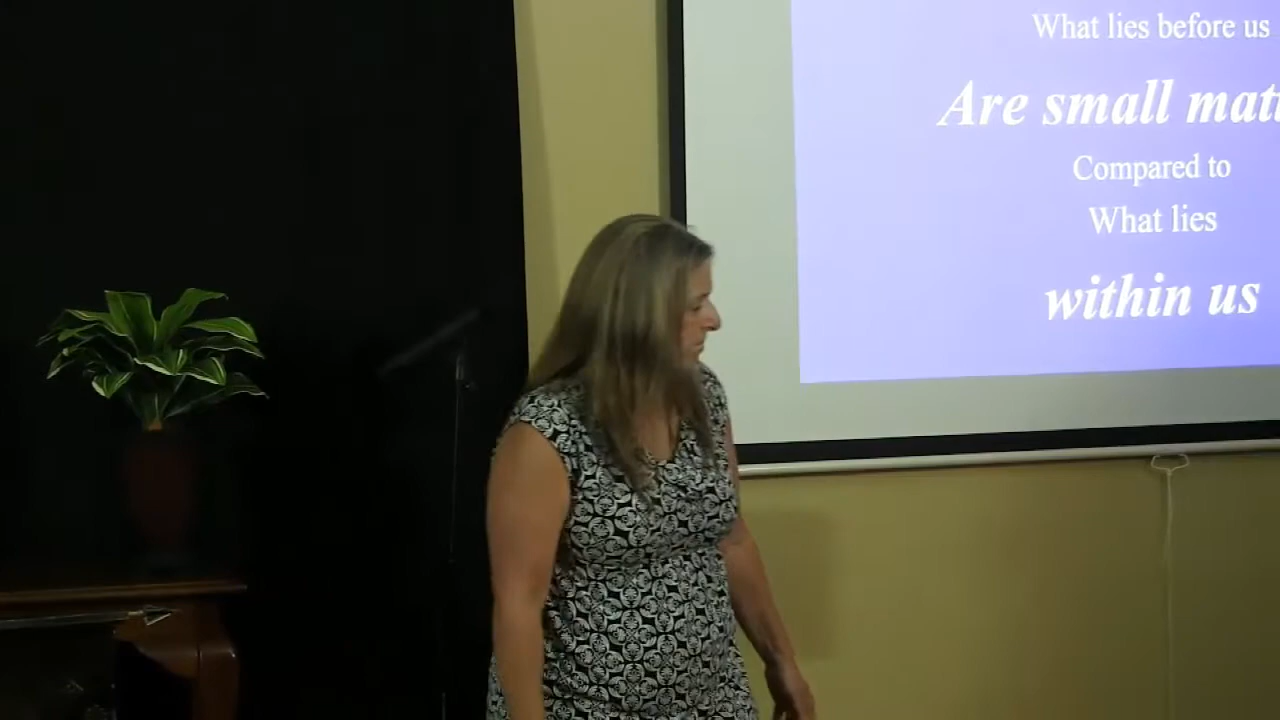 What lies before us
Are small
Compared to
What lies
within us